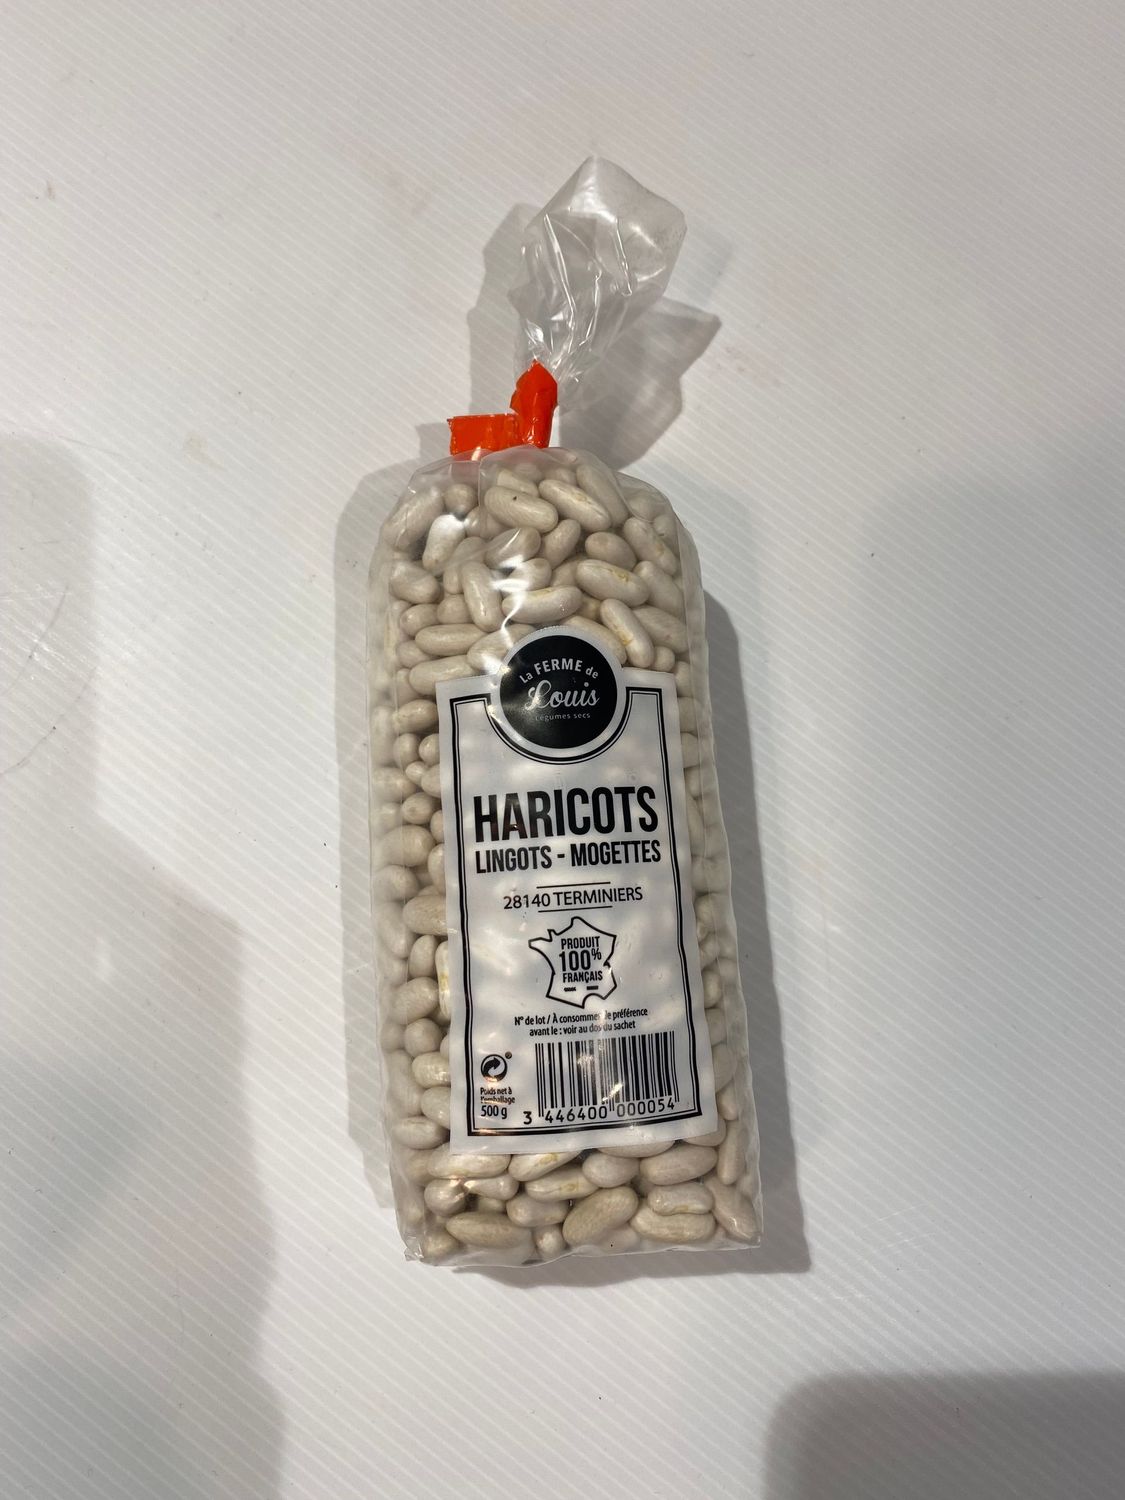 La FERME de
Louis
Légumes secs
HARICOTS
LINGOTS - MOGETTES
28140 TERMINIERS
PRODUIT
100%
FRANÇAIS
N° de lot / À consommer de préférence
avant le : voir au dos du sachet
Poids net à
l'emballage
500 g
3 446400 000054